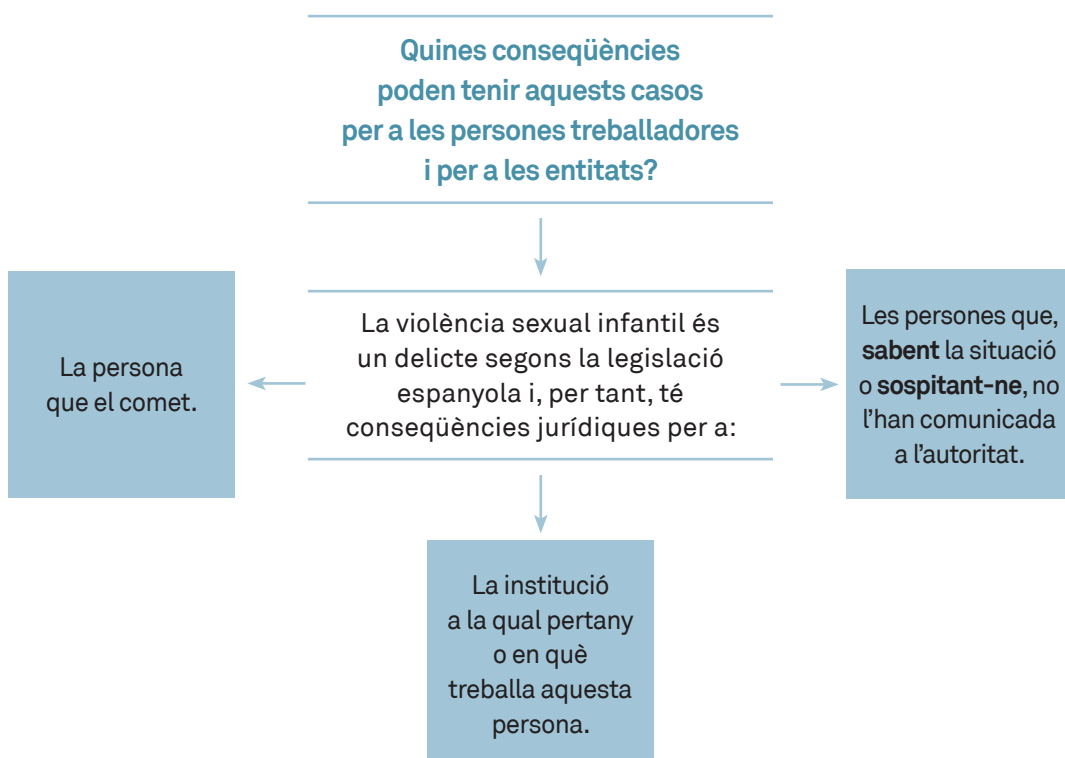 Quines conseqüències
poden tenir aquests casos
per a les persones treballadores
i per a les entitats?
La violència sexual infantil és
un delicte segons la legislació
espanyola i, per tant, té
conseqüències jurídiques per a:
La persona
que el comet.
Les persones que,
sabent la situació
o sospitant-ne, no
l’han comunicada
a l’autoritat.
La institució
a la qual pertany
o en què
treballa aquesta
persona.